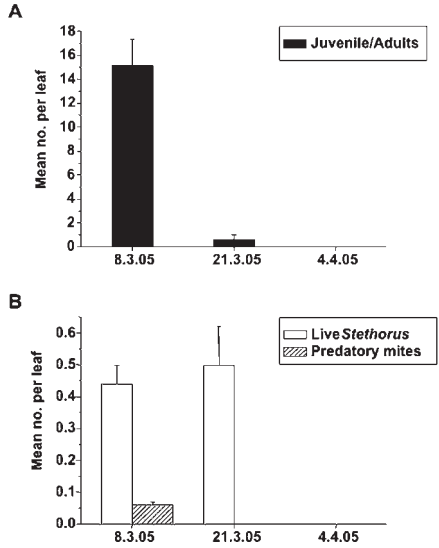 A
18
16
14
12
10
8
6
4
2
0
Mean no. per leaf
Juvenile/Adults
8.3.05 21.3.05 4.4.05
B
0.6
0.5
0.4
0.3
0.2
0.1
0.0
Mean no. per leaf
Live Stethorus
Predatory mites
8.3.05 21.3.05 4.4.05